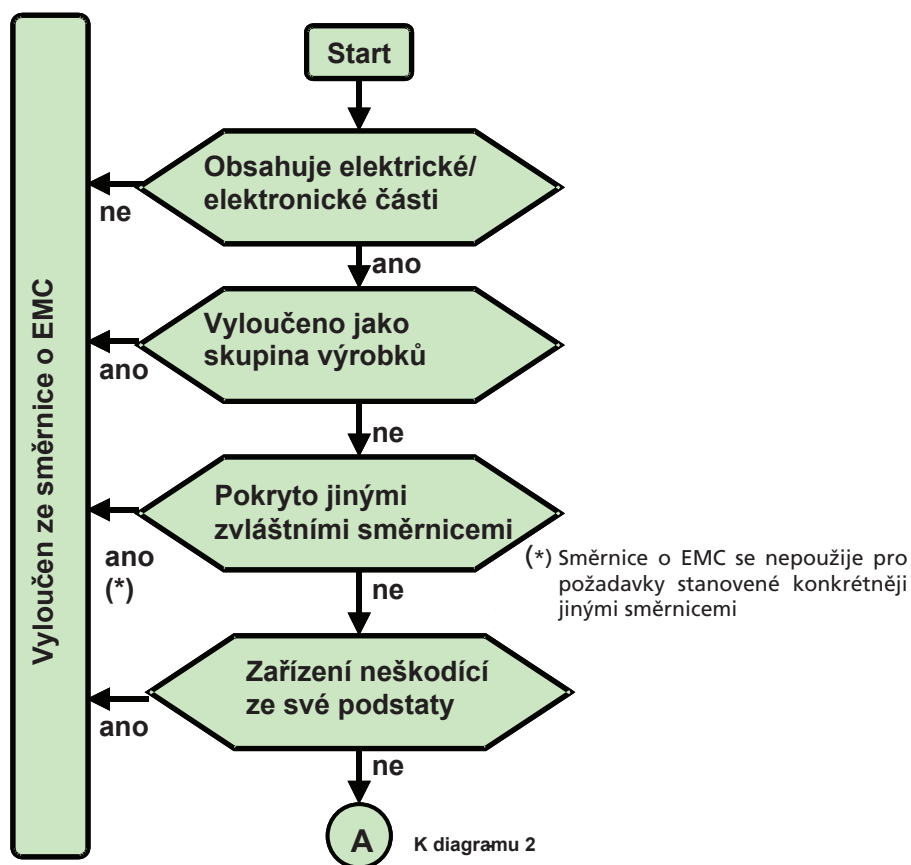 Start
Obsahuje elektrické/
elektronické části
ne
ano
Vyloučeno jako
skupina výrobků
ano
ne
Pokryto jinými
zvláštními směrnicemi
ano
(*)
ne
(*) Směrnice o EMC se nepoužije pro
požadavky stanovené konkrétněji
jinými směrnicemi
Zařízení neškodící
ze své podstaty
ano
ne
A
K diagramu 2
Vyloučen ze směrnice o EMC